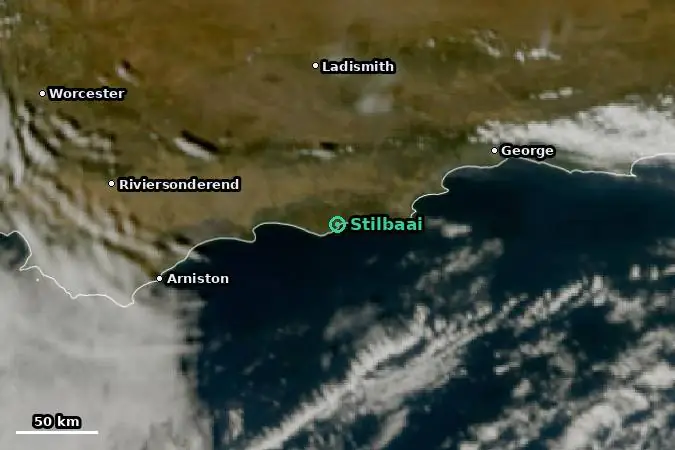 Ladismith
Worcester
George
Riviersonderend
Stilbaai
Arniston
50 km